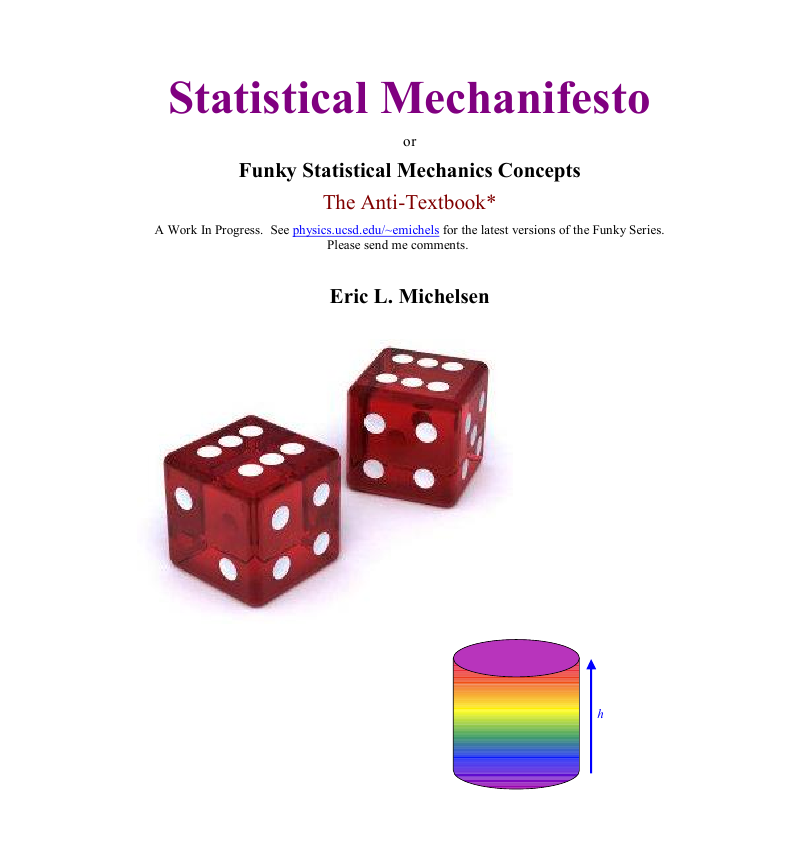 Statistical Mechanifesto
or
Funky Statistical Mechanics Concepts
The Anti-Textbook*
A Work In Progress.  See physics.ucsd.edu/~emichels for the latest versions of the Funky Series.
Please send me comments.
Eric L. Michelsen
h